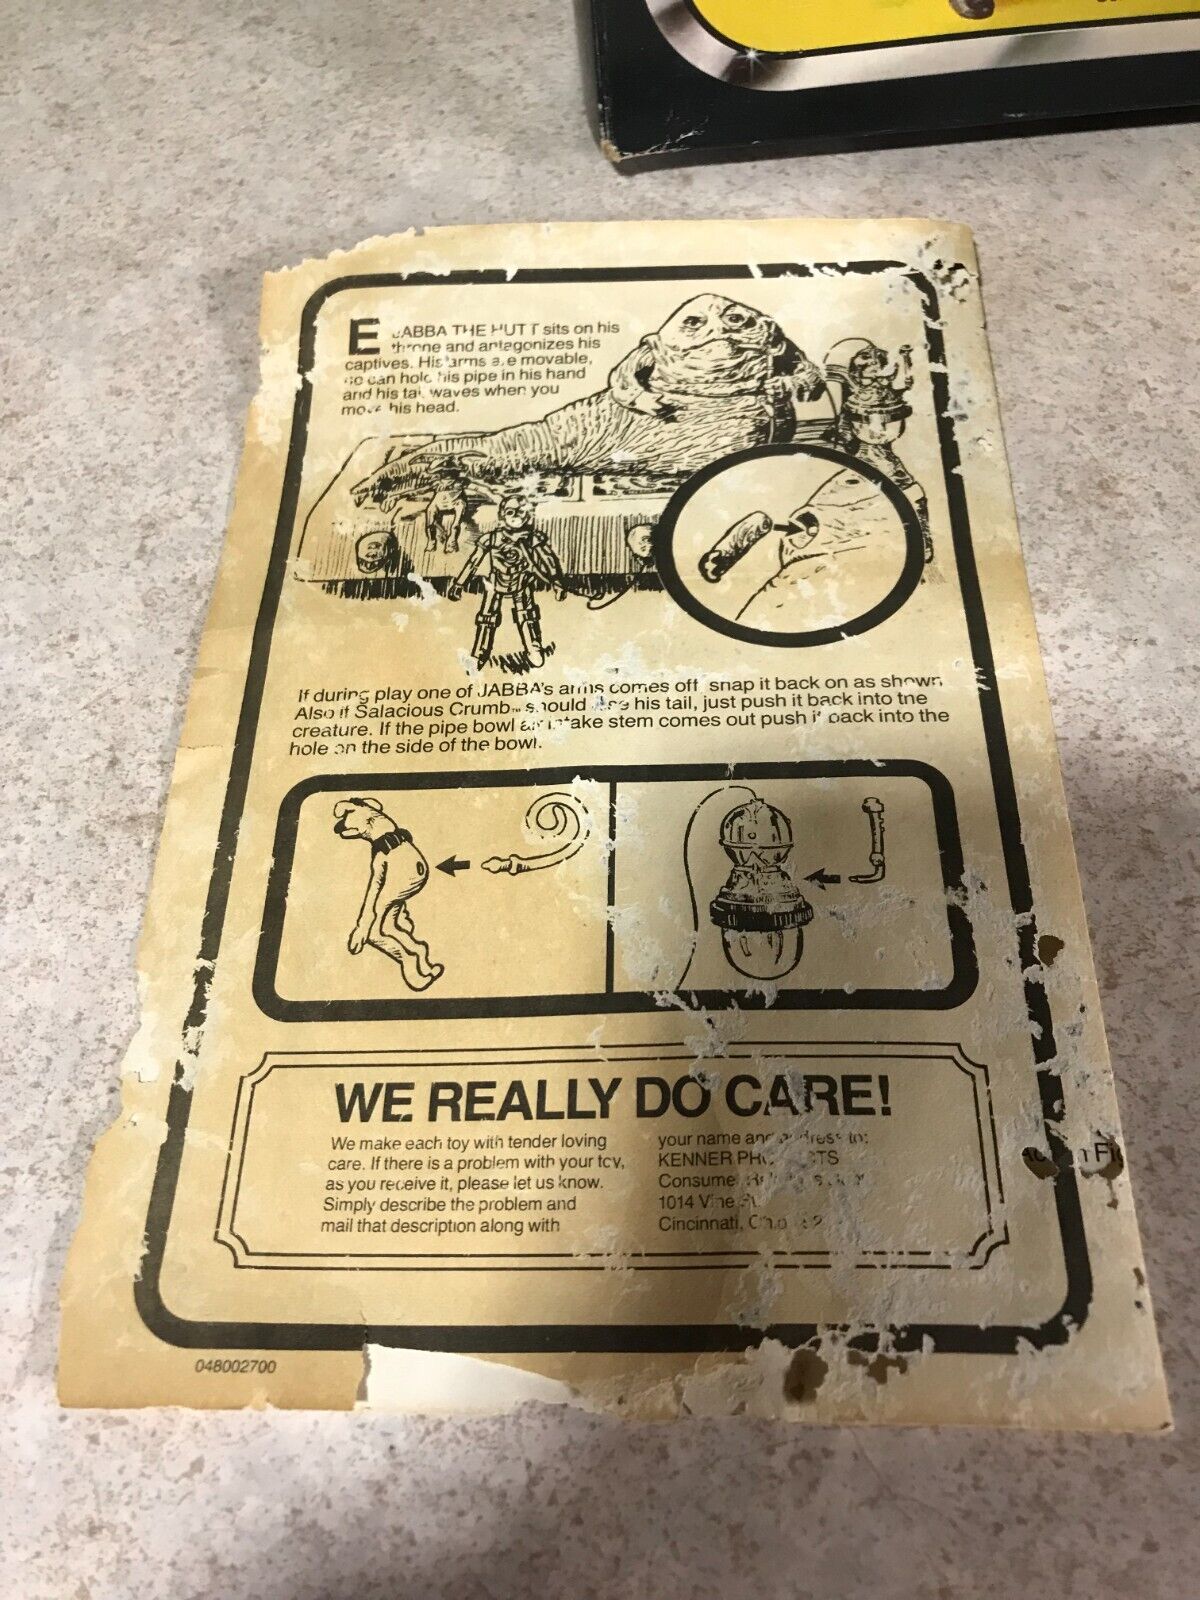 E JABBA THE HUTT sits on his
throne and antagonizes his
captives. His arms are movable,
he can hold his pipe in his hand
and his tail waves when you
move his head.
If during play one of JABBA's arms comes off, snap it back on as shown.
Also if Salacious Crumb™ should lose his tail, just push it back into the
creature. If the pipe bowl air intake stem comes out push it back into the
hole on the side of the bowl.
WE REALLY DO CARE!
We make each toy with tender loving
care. If there is a problem with your toy,
as you receive it, please let us know.
Simply describe the problem and
mail that description along with
your name and address to:
KENNER PRODUCTS
Consumer
1014 Vine
Cincinnati, Ohio
048002700